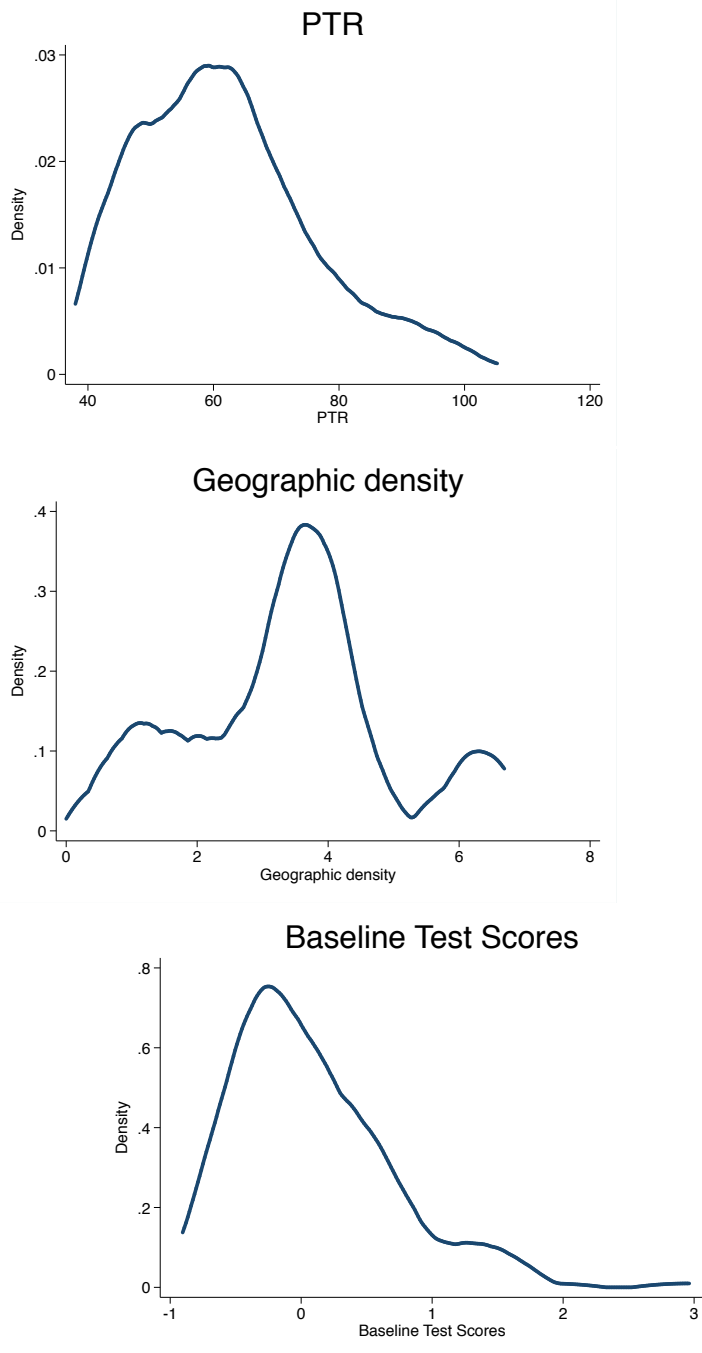 PTR
.03
.02
.01
0
Density
40 60 80 100 120
PTR
Geographic density
.4
.3
.2
.1
0
Density
0 2 4 6 8
Geographic density
Baseline Test Scores
.8
.6
.4
.2
0
Density
-1 0 1 2 3
Baseline Test Scores